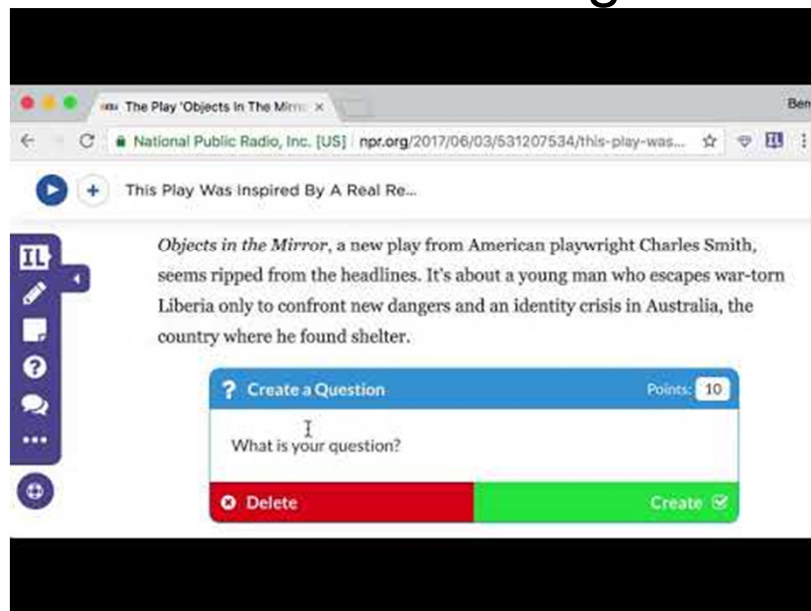 The Play 'Objects In The Mirro
Ben
National Public Radio, Inc. [US] npr.org/2017/06/03/531207534/this-play-was...
This Play Was Inspired By A Real Re...
IL
Objects in the Mirror, a new play from American playwright Charles Smith,
seems ripped from the headlines. It's about a young man who escapes war-torn
Liberia only to confront new dangers and an identity crisis in Australia, the
country where he found shelter.
? Create a Question Points: 10
What is your question?
Delete Create